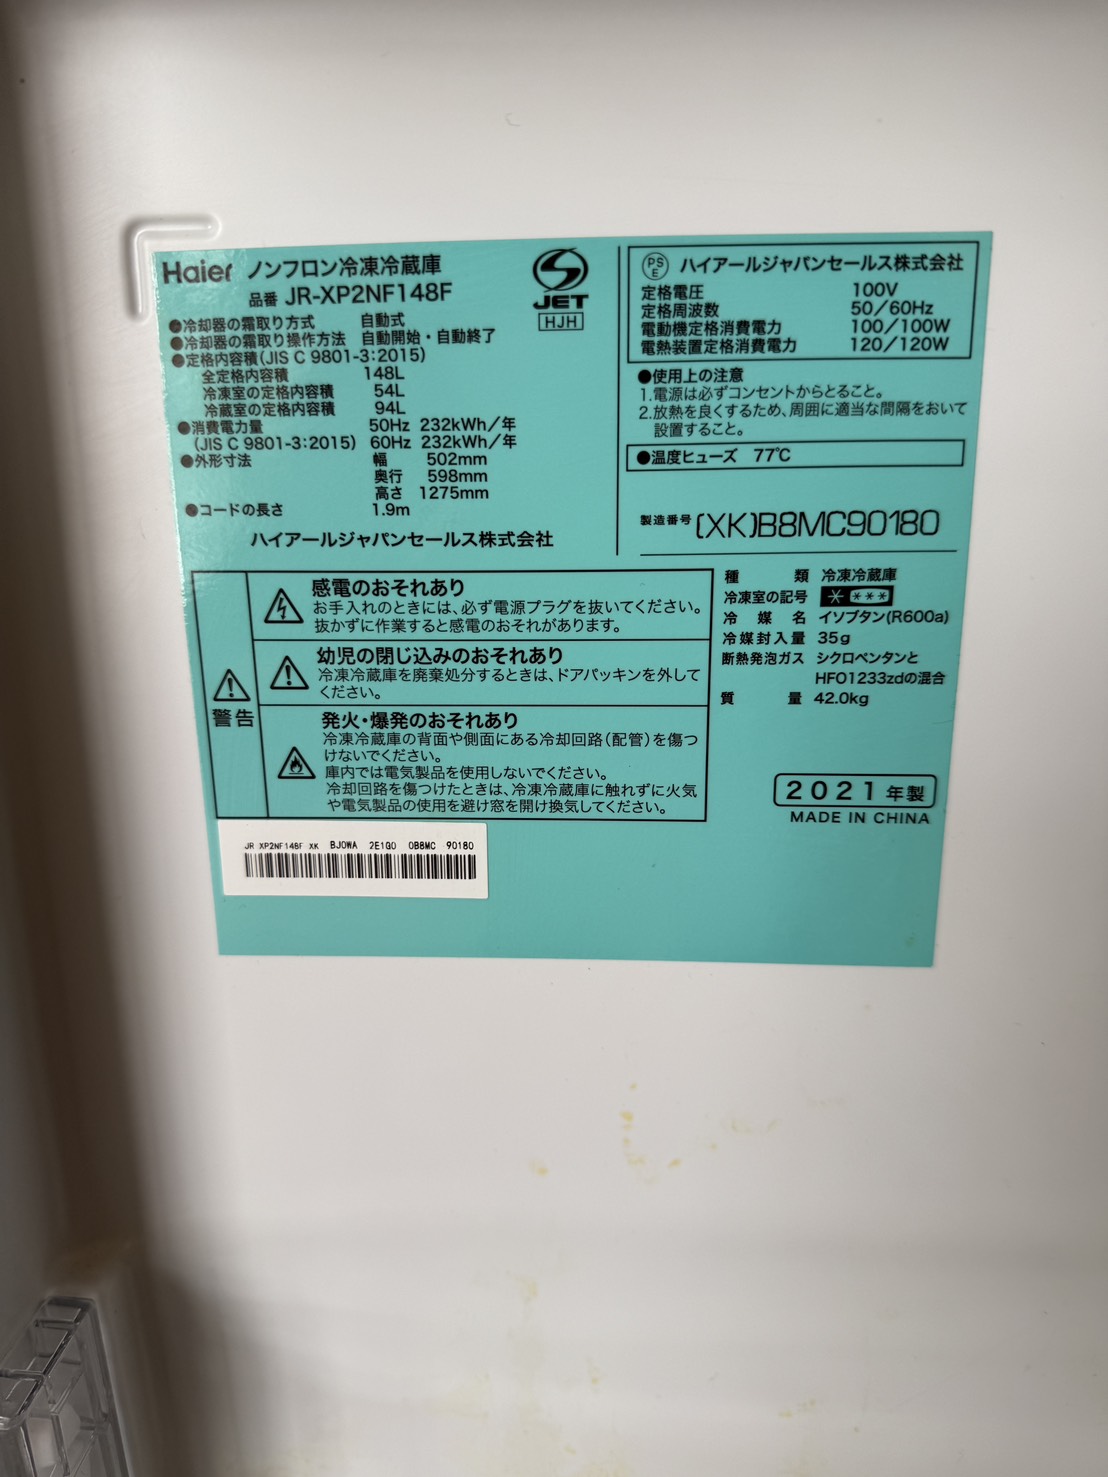 Haier ノンフロン冷凍冷蔵庫
品番 JR-XP2NF148F
●冷却器の霜取り方式 自動式
●冷却器の霜取り操作方法 自動開始・自動終了
●定格内容積(JIS C 9801-3:2015)
全定格内容積 148L
冷凍室の定格内容積 54L
冷蔵室の定格内容積 94L
●消費電力量 50Hz 232kWh/年
(JIS C 9801-3:2015) 60Hz 232kWh/年
●外形寸法 幅 502mm
奥行 598mm
高さ 1275mm
●コードの長さ 1.9m
ハイアールジャパンセールス株式会社
JET
HJH
PS
E
ハイアールジャパンセールス株式会社
定格電圧 100V
定格周波数 50/60Hz
電動機定格消費電力 100/100W
電熱装置定格消費電力 120/120W
●使用上の注意
1.電源は必ずコンセントからとること。
2.放熱を良くするため、周囲に適当な間隔をおいて
設置すること。
●温度ヒューズ 77℃
製造番号 (XK)B8MC90180
警告
感電のおそれあり
お手入れのときには、必ず電源プラグを抜いてください。
抜かずに作業すると感電のおそれがあります。
幼児の閉じ込みのおそれあり
冷凍冷蔵庫を廃棄処分するときは、ドアパッキンを外して
ください。
発火・爆発のおそれあり
冷凍冷蔵庫の背面や側面にある冷却回路(配管)を傷つ
けないでください。
庫内では電気製品を使用しないでください。
冷却回路を傷つけたときは、冷凍冷蔵庫に触れずに火気
や電気製品の使用を避け窓を開け換気してください。
種類 冷凍冷蔵庫
冷凍室の記号 * ***
冷媒名 イソブタン(R600a)
冷媒封入量 35g
断熱発泡ガス シクロペンタンと
HFO1233zdの混合
質量 42.0kg
2021年製
MADE IN CHINA
JR XP2NF148F XK BJ0WA 2E1G0 0B8MC 90180